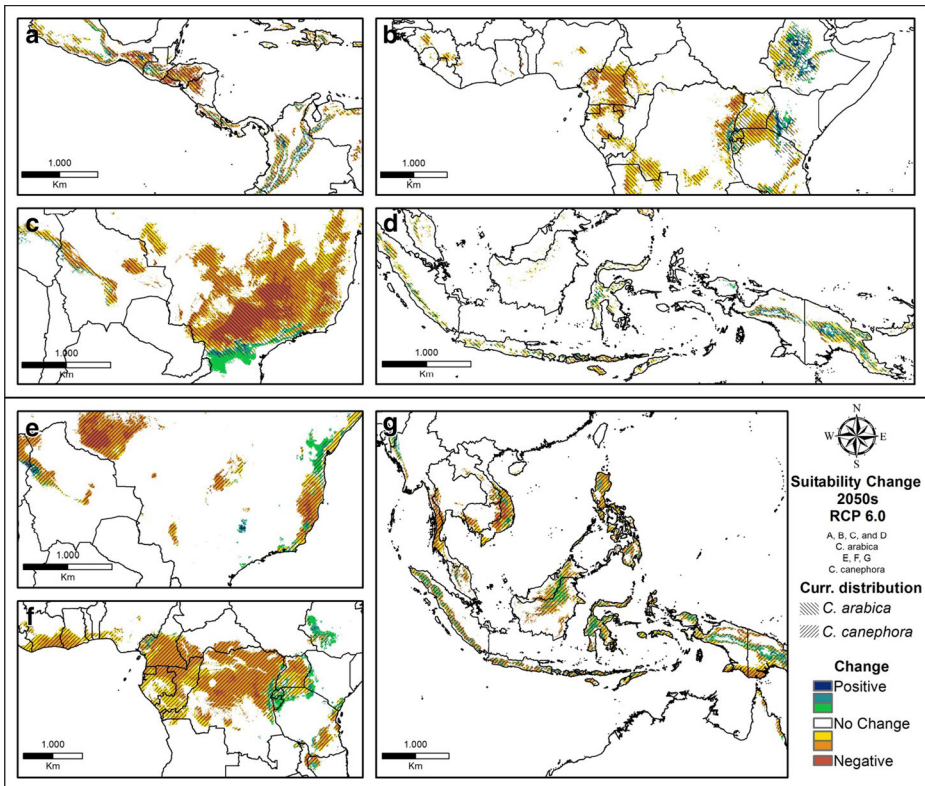 a
1.000
Km
b
1.000
Km
c
1.000
Km
d
1.000
Km
e
1.000
Km
f
1.000
Km
g
1.000
Km
N
W E
S
Suitability Change
2050s
RCP 6.0
A, B, C, and D
C. arabica
E, F, G
C. canephora
Curr. distribution
C. arabica
C. canephora
Change
Positive
No Change
Negative